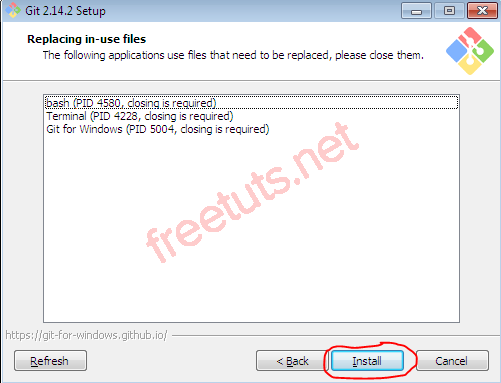 Git 2.14.2 Setup
Replacing in-use files
The following applications use files that need to be replaced, please close them.
bash (PID 4580, closing is required)
Terminal (PID 4228, closing is required)
Git for Windows (PID 5004, closing is required)
freetuts.net
https://git-for-windows.github.io/
Refresh
< Back
Install
Cancel